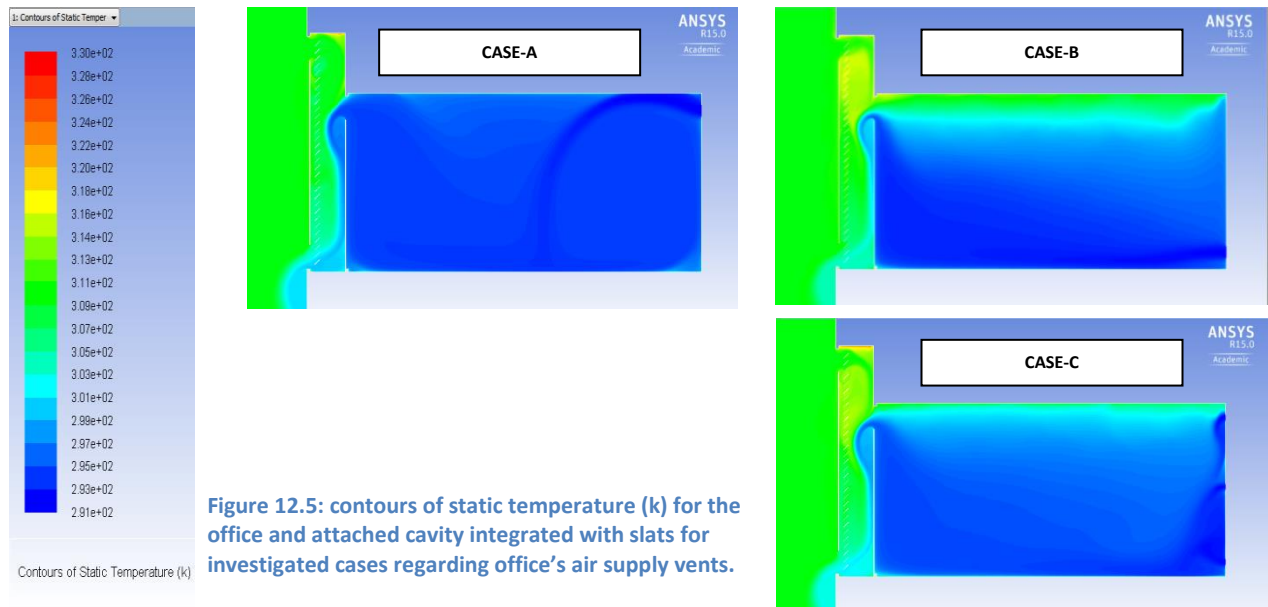 1: Contours of Static Temper
3.30e+02
3.28e+02
3.26e+02
3.24e+02
3.22e+02
3.20e+02
3.18e+02
3.16e+02
3.14e+02
3.13e+02
3.11e+02
3.09e+02
3.07e+02
3.05e+02
3.03e+02
3.01e+02
2.99e+02
2.97e+02
2.95e+02
2.93e+02
2.91e+02
Contours of Static Temperature (k)
CASE-A
ANSYS
R15.0
Academic
CASE-B
ANSYS
R15.0
Academic
CASE-C
ANSYS
R15.0
Academic
Figure 12.5: contours of static temperature (k) for the
office and attached cavity integrated with slats for
investigated cases regarding office’s air supply vents.